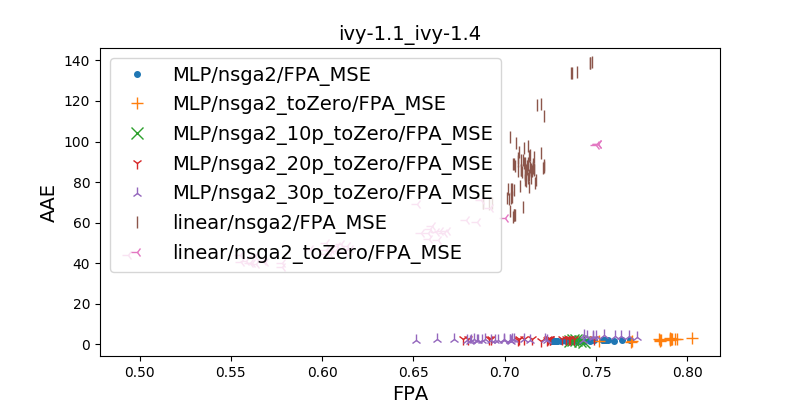 ivy-1.1_ivy-1.4
AAE
140
120
100
80
60
40
20
0
MLP/nsga2/FPA_MSE
MLP/nsga2_toZero/FPA_MSE
MLP/nsga2_10p_toZero/FPA_MSE
MLP/nsga2_20p_toZero/FPA_MSE
MLP/nsga2_30p_toZero/FPA_MSE
linear/nsga2/FPA_MSE
linear/nsga2_toZero/FPA_MSE
0.50 0.55 0.60 0.65 0.70 0.75 0.80
FPA